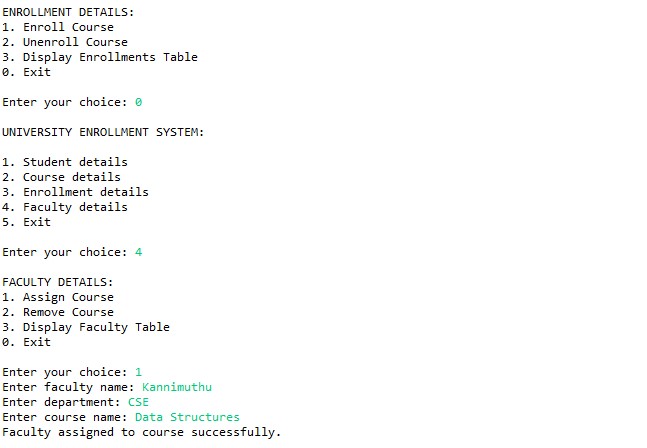 ENROLLMENT DETAILS:
1. Enroll Course
2. Unenroll Course
3. Display Enrollments Table
0. Exit
Enter your choice: 0
UNIVERSITY ENROLLMENT SYSTEM:
1. Student details
2. Course details
3. Enrollment details
4. Faculty details
5. Exit
Enter your choice: 4
FACULTY DETAILS:
1. Assign Course
2. Remove Course
3. Display Faculty Table
0. Exit
Enter your choice: 1
Enter faculty name: Kannimuthu
Enter department: CSE
Enter course name: Data Structures
Faculty assigned to course successfully.